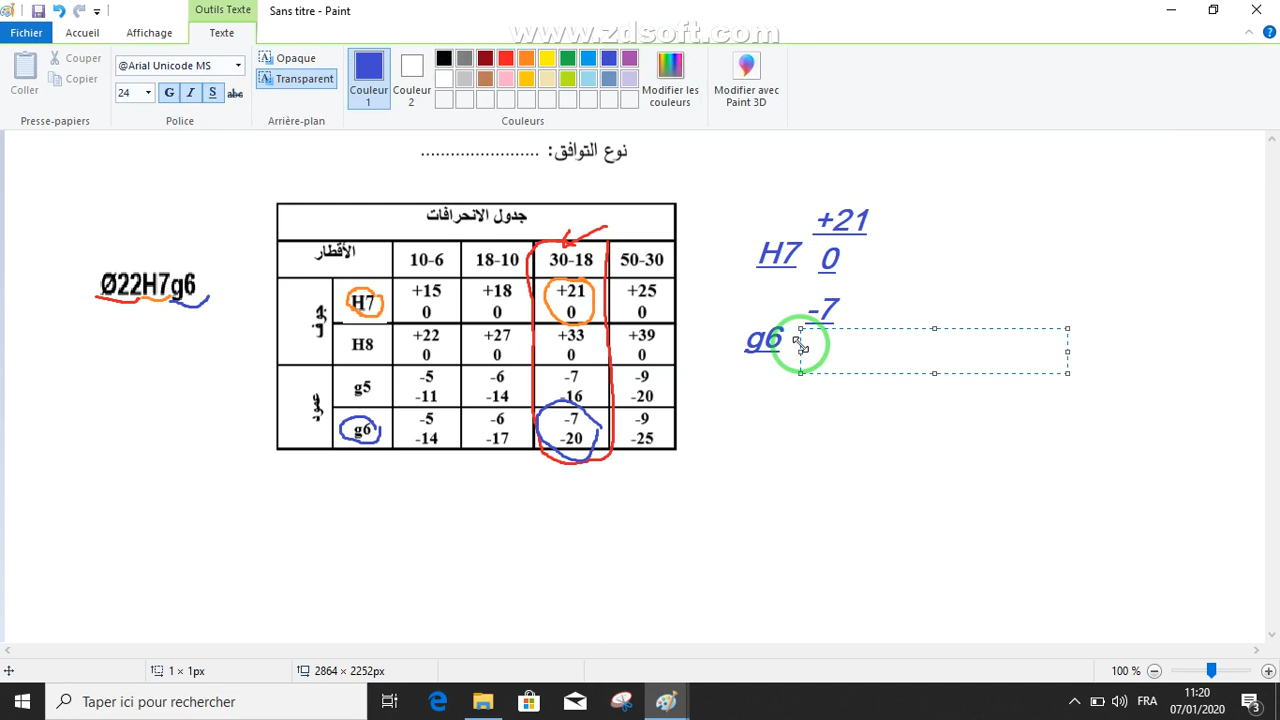 Outils Texte
Sans titre - Paint
www.zdsoft.com
Fichier
Accueil
Affichage
Texte
Coller
Couper
Copier
Presse-papiers
@Arial Unicode MS
24
G I S abc
Police
Opaque
Transparent
Arrière-plan
Couleur 1
Couleur 2
Modifier les couleurs
Modifier avec Paint 3D
Couleurs
نوع التوافق: .......................
جدول الانحرافات
الأقطار
10-6 18-10 30-18 50-30
جوف
H7 +15 +18 +21 +25
0 0 0 0
H8 +22 +27 +33 +39
0 0 0 0
عمود
g5 -5 -6 -7 -9
-11 -14 -16 -20
g6 -5 -6 -7 -9
-14 -17 -20 -25
Ø22H7g6
+21
H7 0
-7
g6
1 × 1px
2864 × 2252px
100 %
Taper ici pour rechercher
FRA
11:20
07/01/2020
3